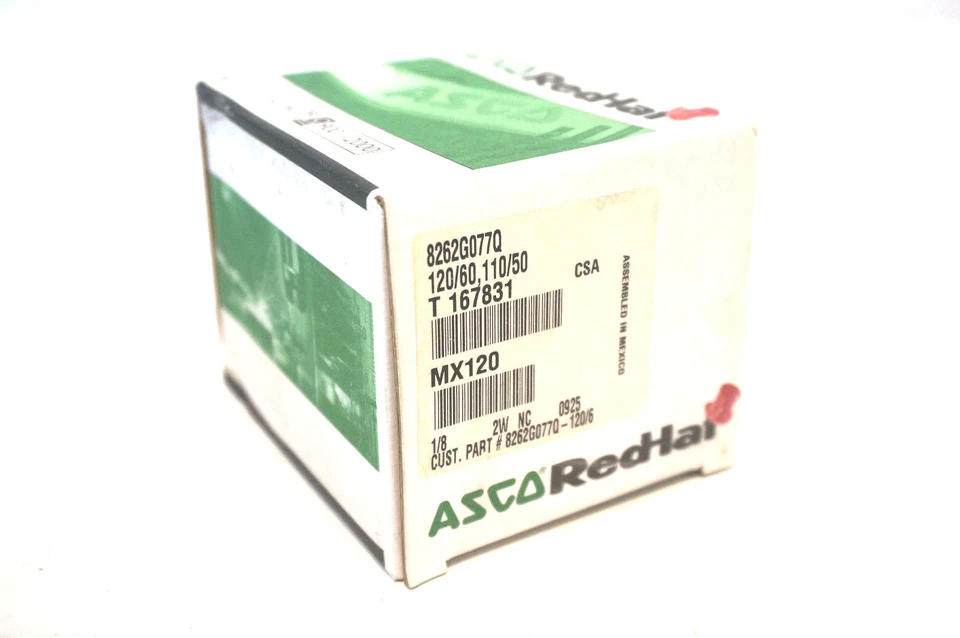 ASCO RedHat
ASCO
8262G077Q
120/60,110/50
T 167831
CSA
ASSEMBLED IN MEXICO
MX120
1/8 2W NC 0925
CUST. PART # 8262G077Q-120/6
ASCO® RedHat